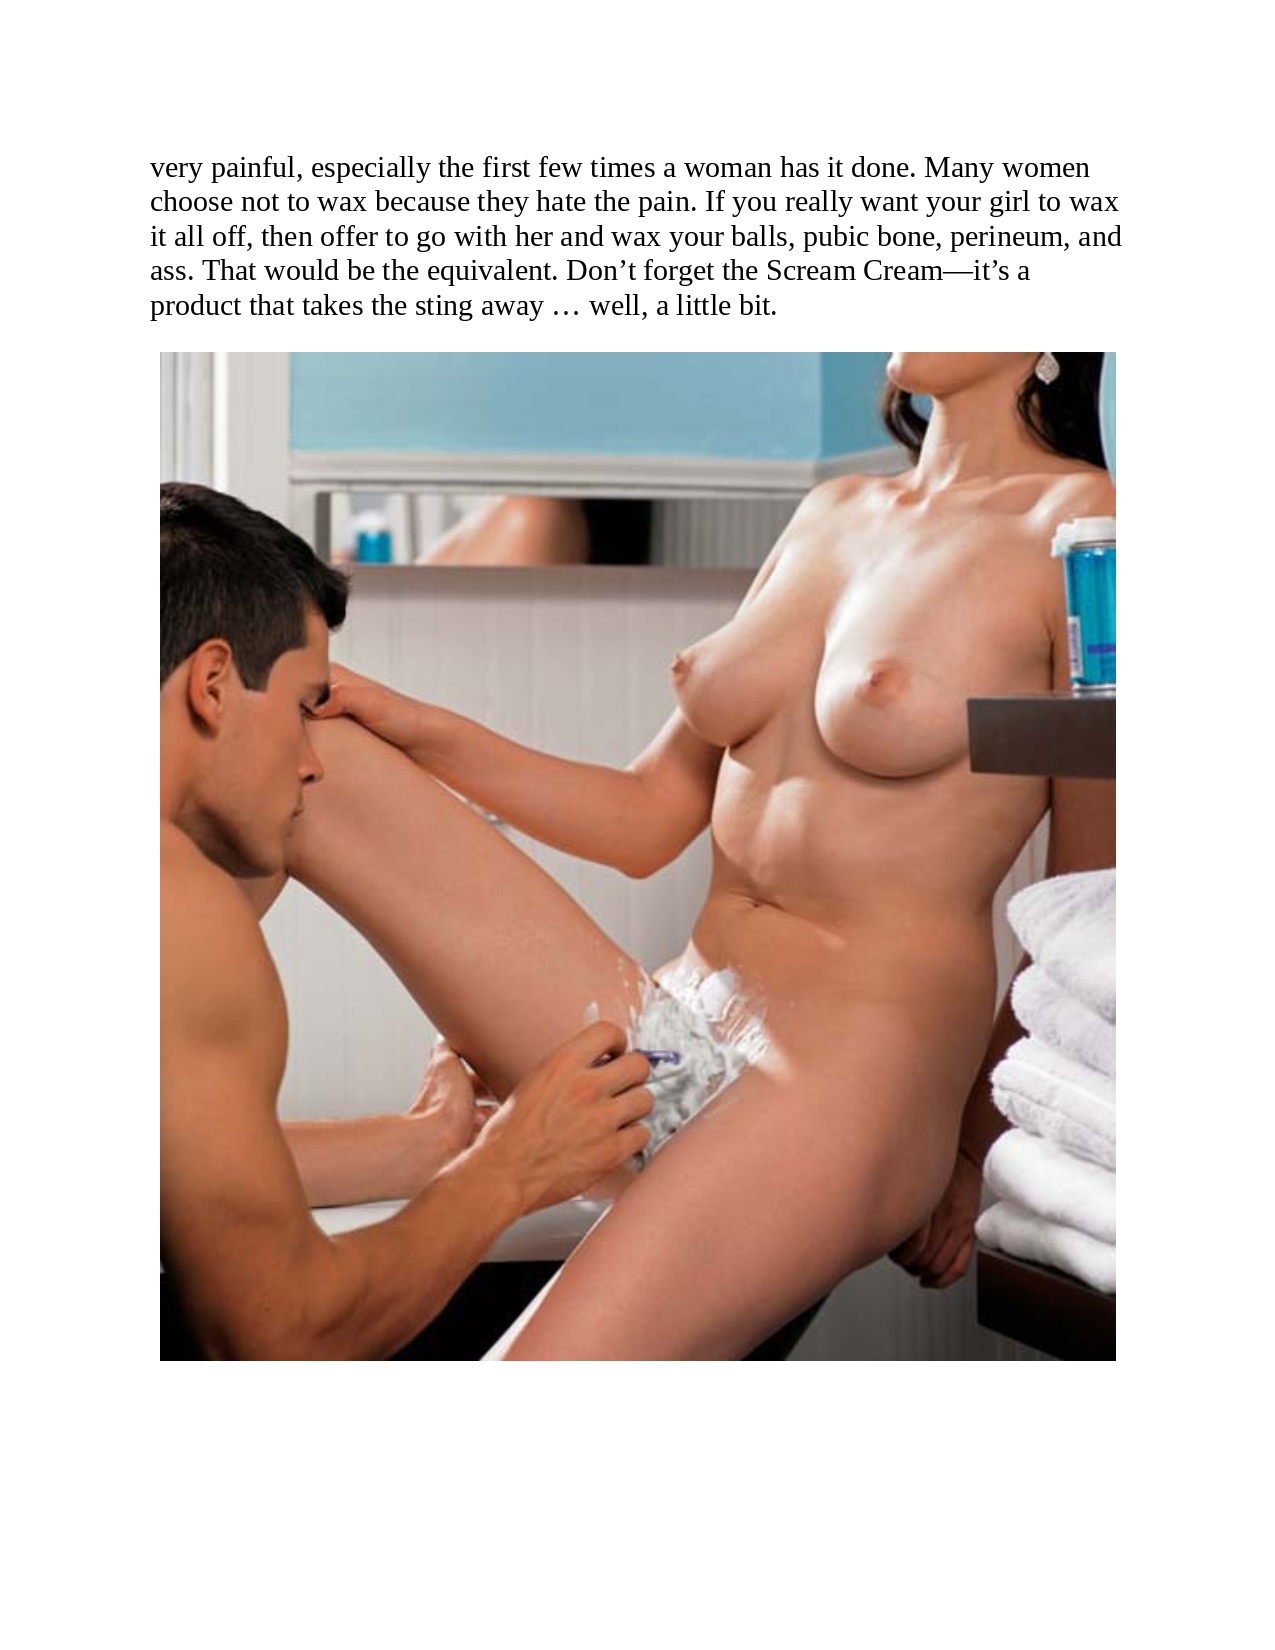 very painful, especially the first few times a woman has it done. Many women
choose not to wax because they hate the pain. If you really want your girl to wax
it all off, then offer to go with her and wax your balls, pubic bone, perineum, and
ass. That would be the equivalent. Don’t forget the Scream Cream—it’s a
product that takes the sting away … well, a little bit.